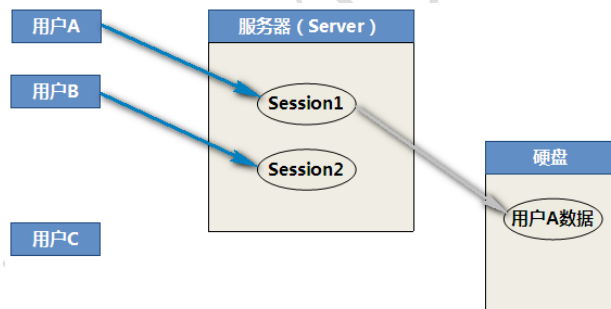 用户A
服务器（Server）
用户B
Session1
Session2
硬盘
用户A数据
用户C